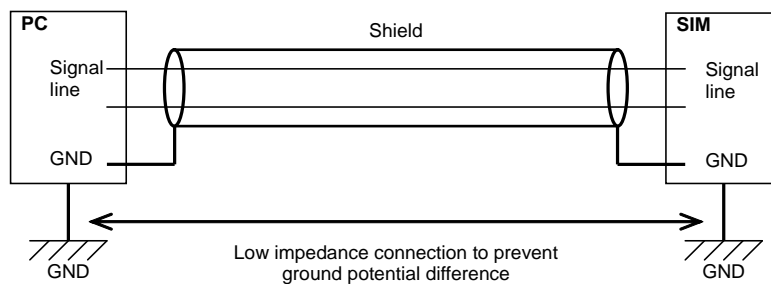 PC
Shield
SIM
Signal
line
Signal
line
GND
GND
Low impedance connection to prevent
ground potential difference
GND
GND